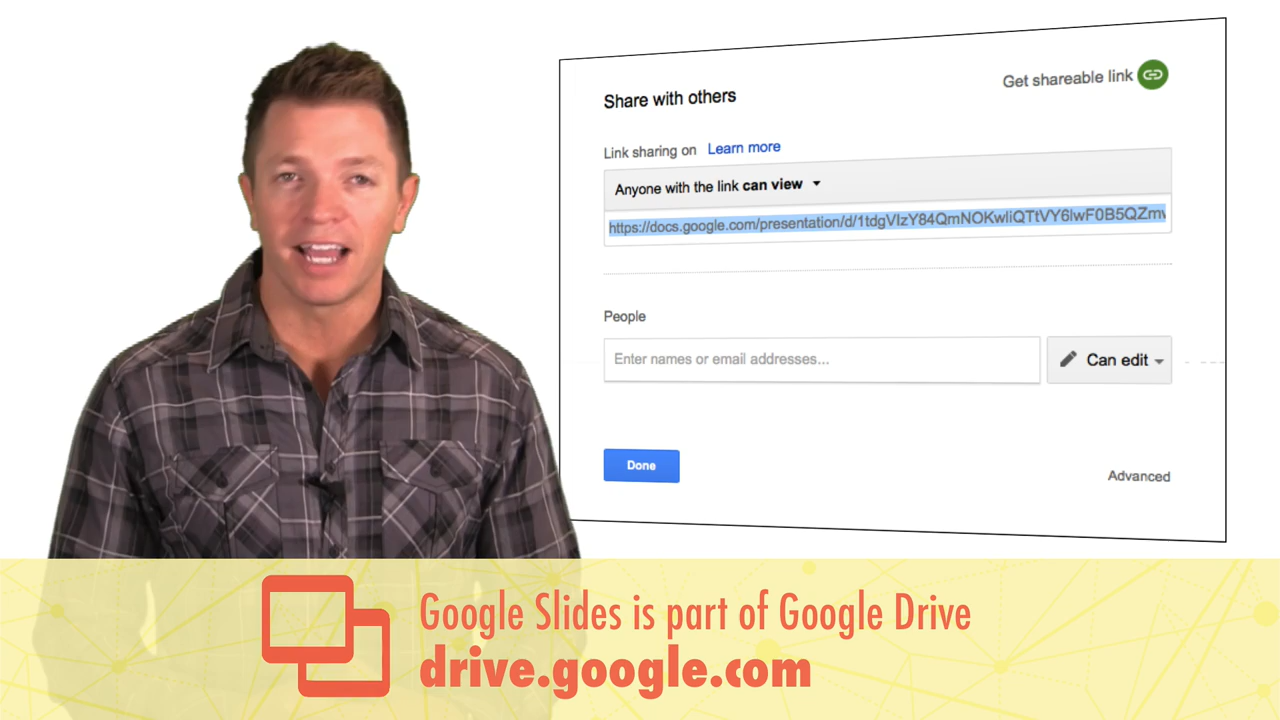 Get shareable link
Share with others
Link sharing on Learn more
Anyone with the link can view
https://docs.google.com/presentation/d/1tdgVIzY84QmNOKwliQTtVY6lwF0B5QZmv
People
Enter names or email addresses...
Can edit
Done
Advanced
Google Slides is part of Google Drive
drive.google.com